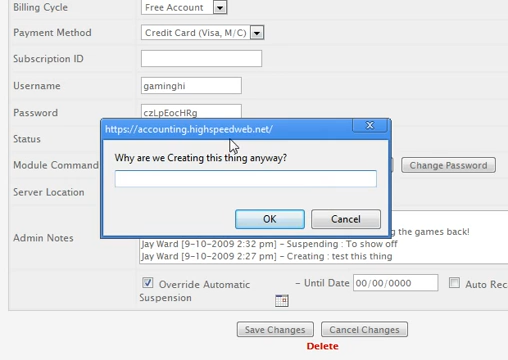 Billing Cycle Free Account
Payment Method Credit Card (Visa, M/C)
Subscription ID
Username gaminghi
Password czLpEocHRg
https://accounting.highspeedweb.net/ X
Status
Why are we Creating this thing anyway?
Module Command Change Password
Server Location
OK Cancel
the games back!
Admin Notes Jay Ward [9-10-2009 2:32 pm] - Suspending : To show off
Jay Ward [9-10-2009 2:27 pm] - Creating : test this thing
Override Automatic Suspension - Until Date 00/00/0000 Auto Rec
Save Changes Cancel Changes
Delete